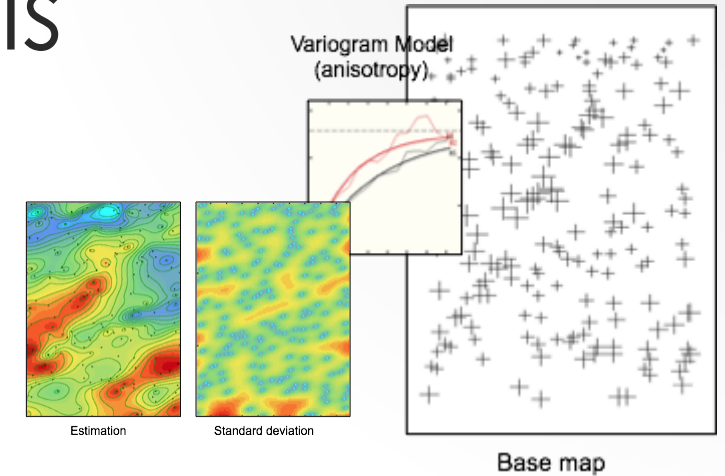 is
Variogram Model
(anisotropy)
Estimation
Standard deviation
Base map